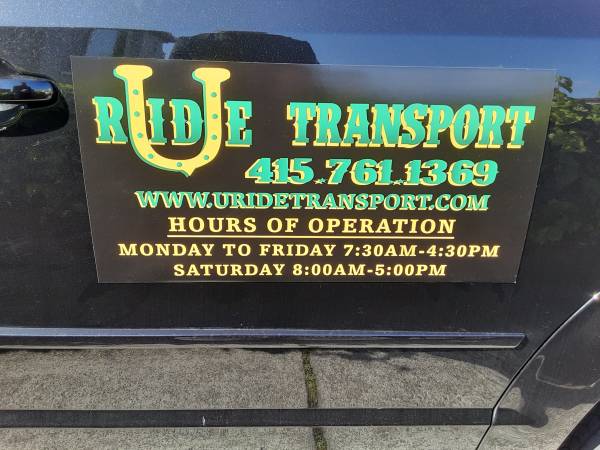 U RIDE TRANSPORT
415.761.1369
WWW.URIDETRANSPORT.COM
HOURS OF OPERATION
MONDAY TO FRIDAY 7:30AM-4:30PM
SATURDAY 8:00AM-5:00PM